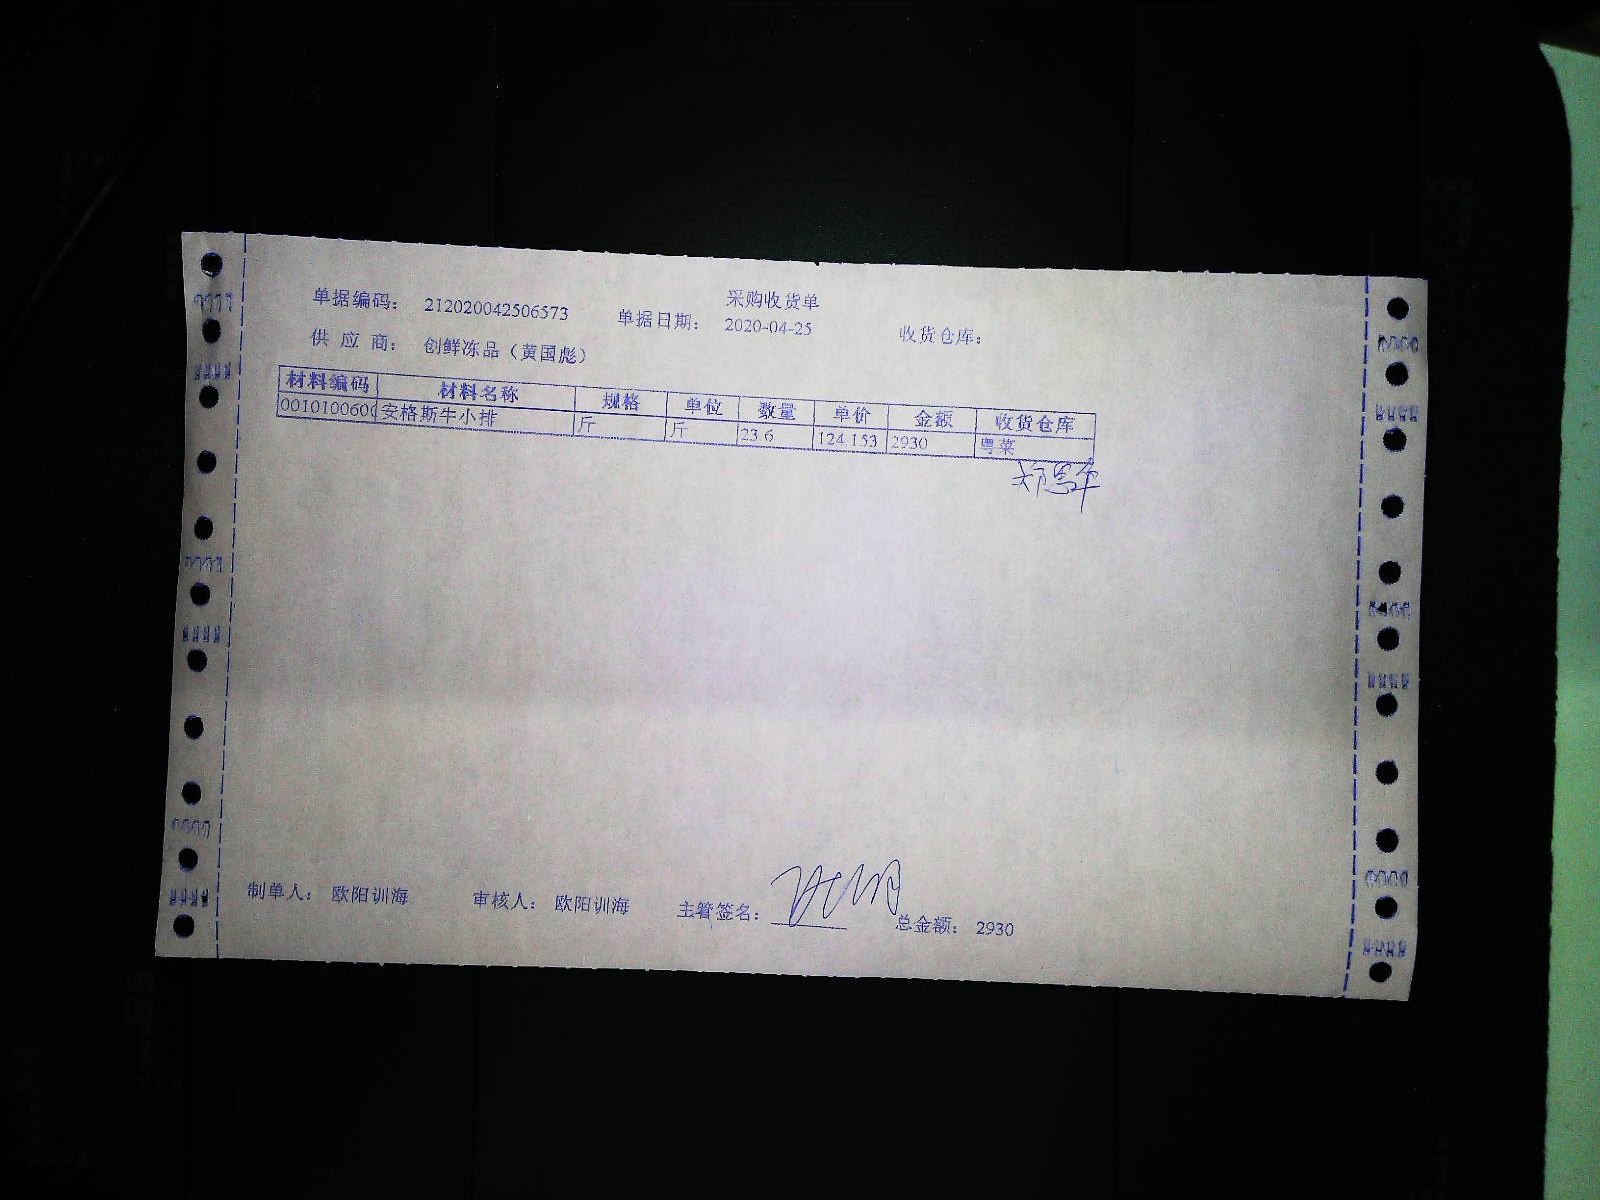 采购收货单
单据编码： 212020042506573 单据日期： 2020-04-25 收货仓库：
供 应 商： 创鲜冻品（黄国彪）
材料编码 材料名称 规格 单位 数量 单价 金额 收货仓库
001010060 安格斯牛小排 斤 斤 23.6 124.153 2930 粤菜
制单人： 欧阳训海 审核人： 欧阳训海 主管签名： 总金额： 2930